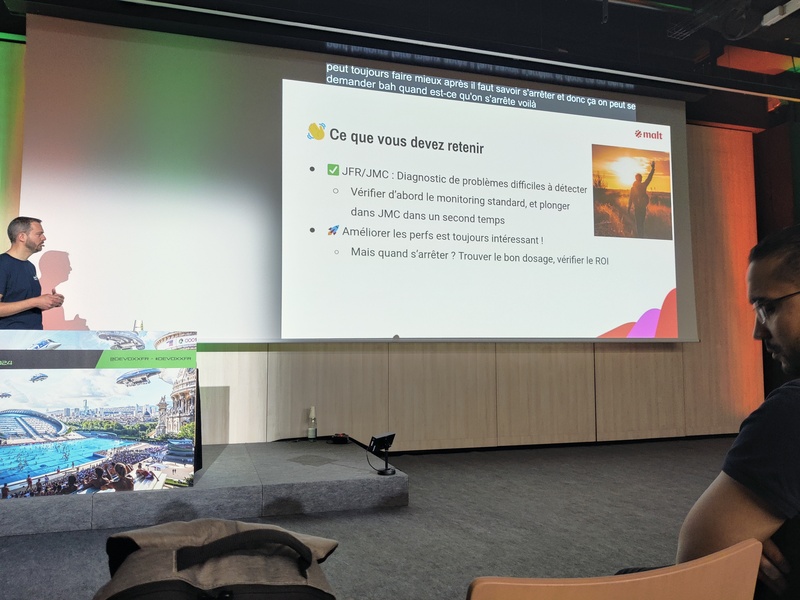 peut toujours faire mieux après il faut savoir s'arrêter et donc ça on peut se
demander bah quand est-ce qu'on s'arrête voilà
malt
Ce que vous devez retenir
JFR/JMC : Diagnostic de problèmes difficiles à détecter
Vérifier d'abord le monitoring standard, et plonger
dans JMC dans un second temps
Améliorer les perfs est toujours intéressant !
Mais quand s'arrêter ? Trouver le bon dosage, vérifier le ROI
@DEVOXXFR - #DEVOXXFR